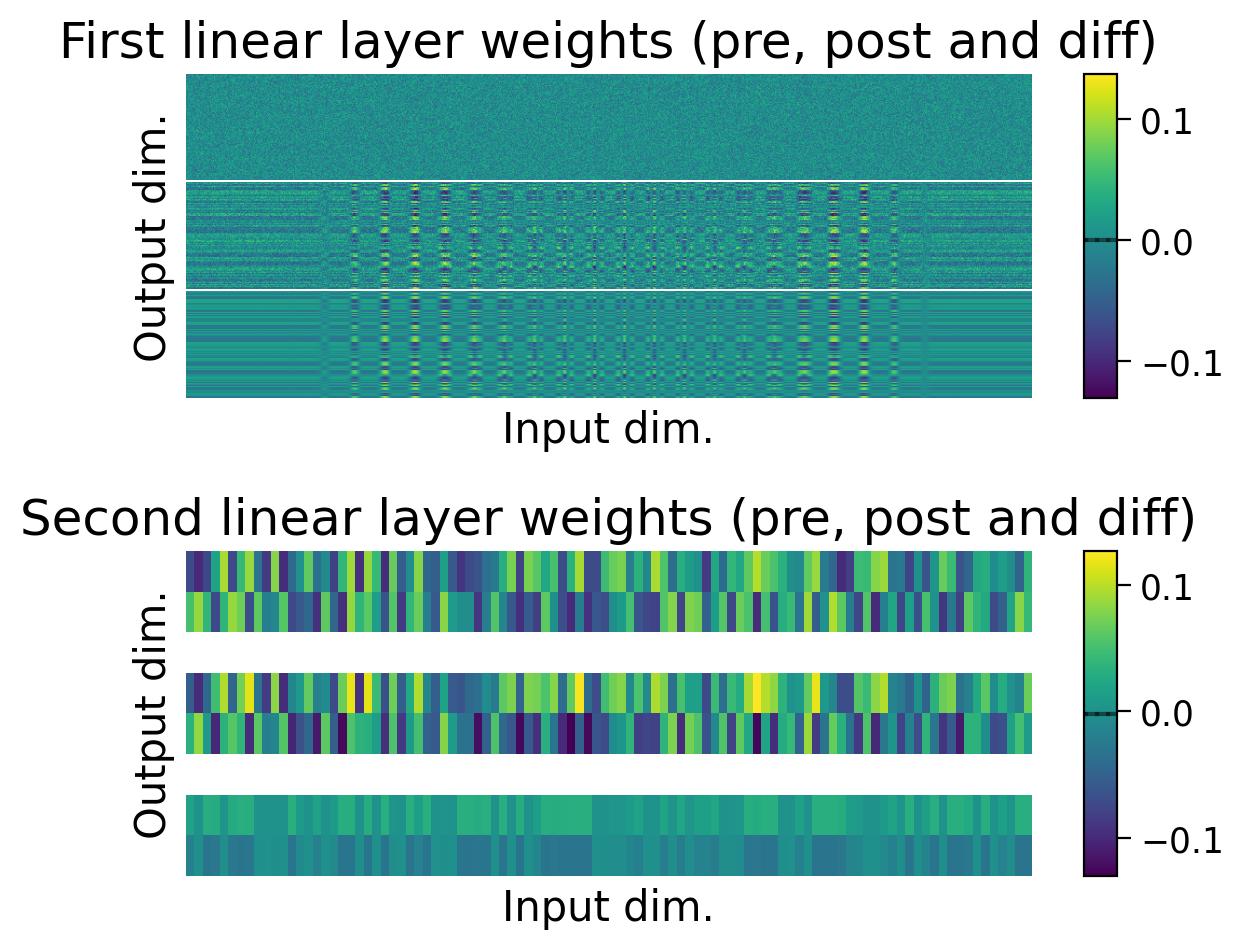 First linear layer weights (pre, post and diff)
Output dim.
0.1
0.0
−0.1
Input dim.
Second linear layer weights (pre, post and diff)
Output dim.
0.1
0.0
−0.1
Input dim.